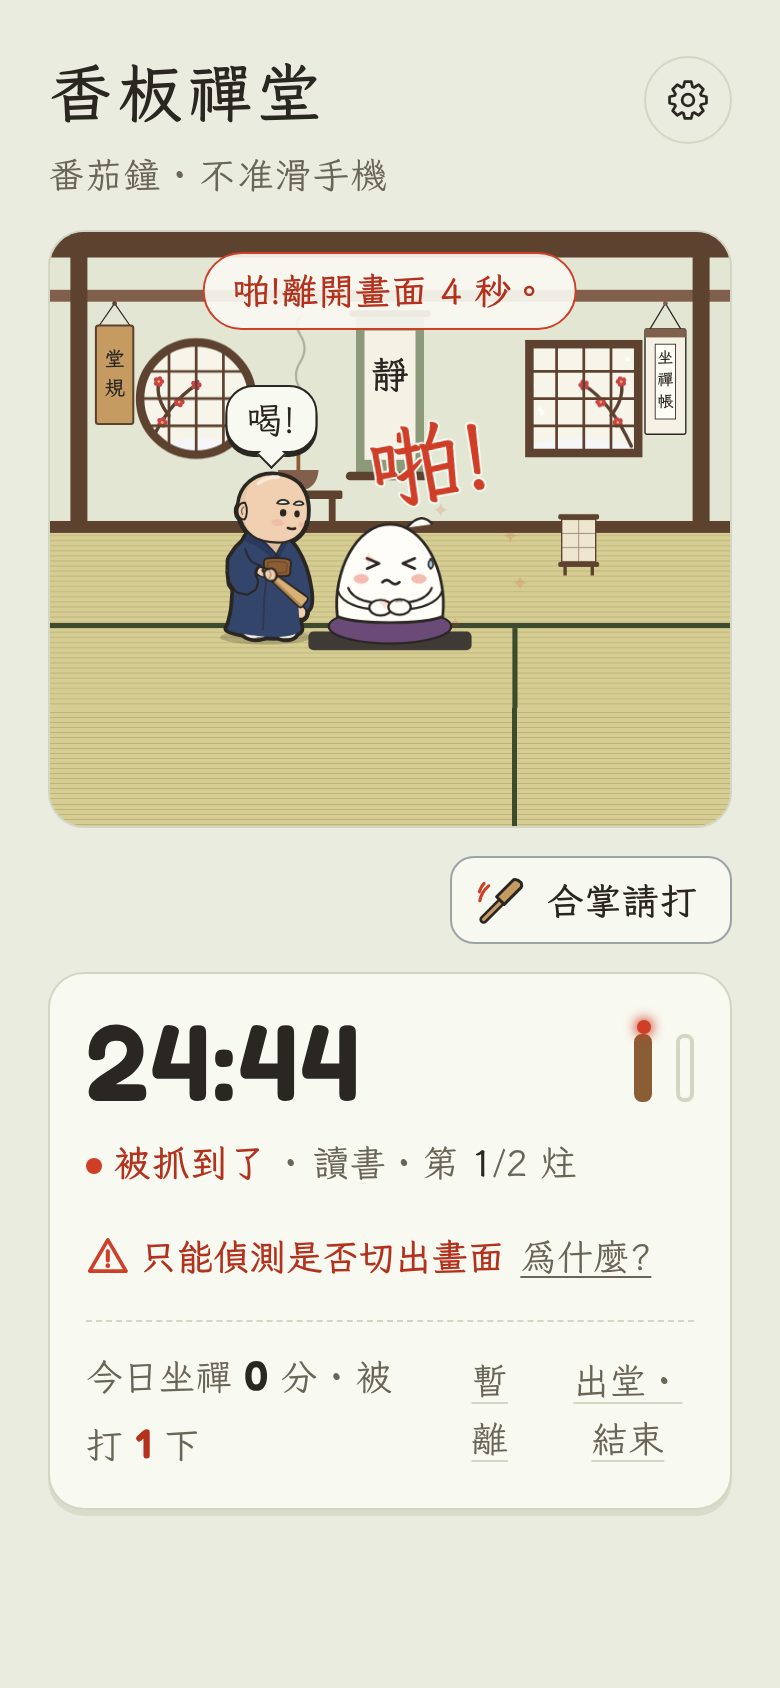 香板禪堂
番茄鐘・不准滑手機
啪!離開畫面 4 秒。
堂規
靜
坐禪帳
喝!
啪!
合掌請打
24:44
被抓到了・讀書・第 1/2 炷
只能偵測是否切出畫面 為什麼?
今日坐禪 0 分・被
打 1 下
暫離
出堂・
結束